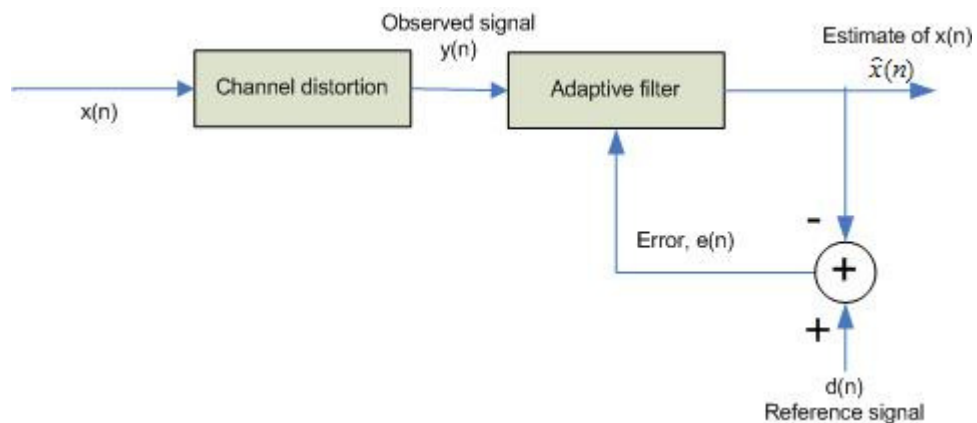 Observed signal
y(n)
Estimate of x(n)
x̂(n)
Channel distortion
Adaptive filter
x(n)
-
Error, e(n)
+
+
d(n)
Reference signal